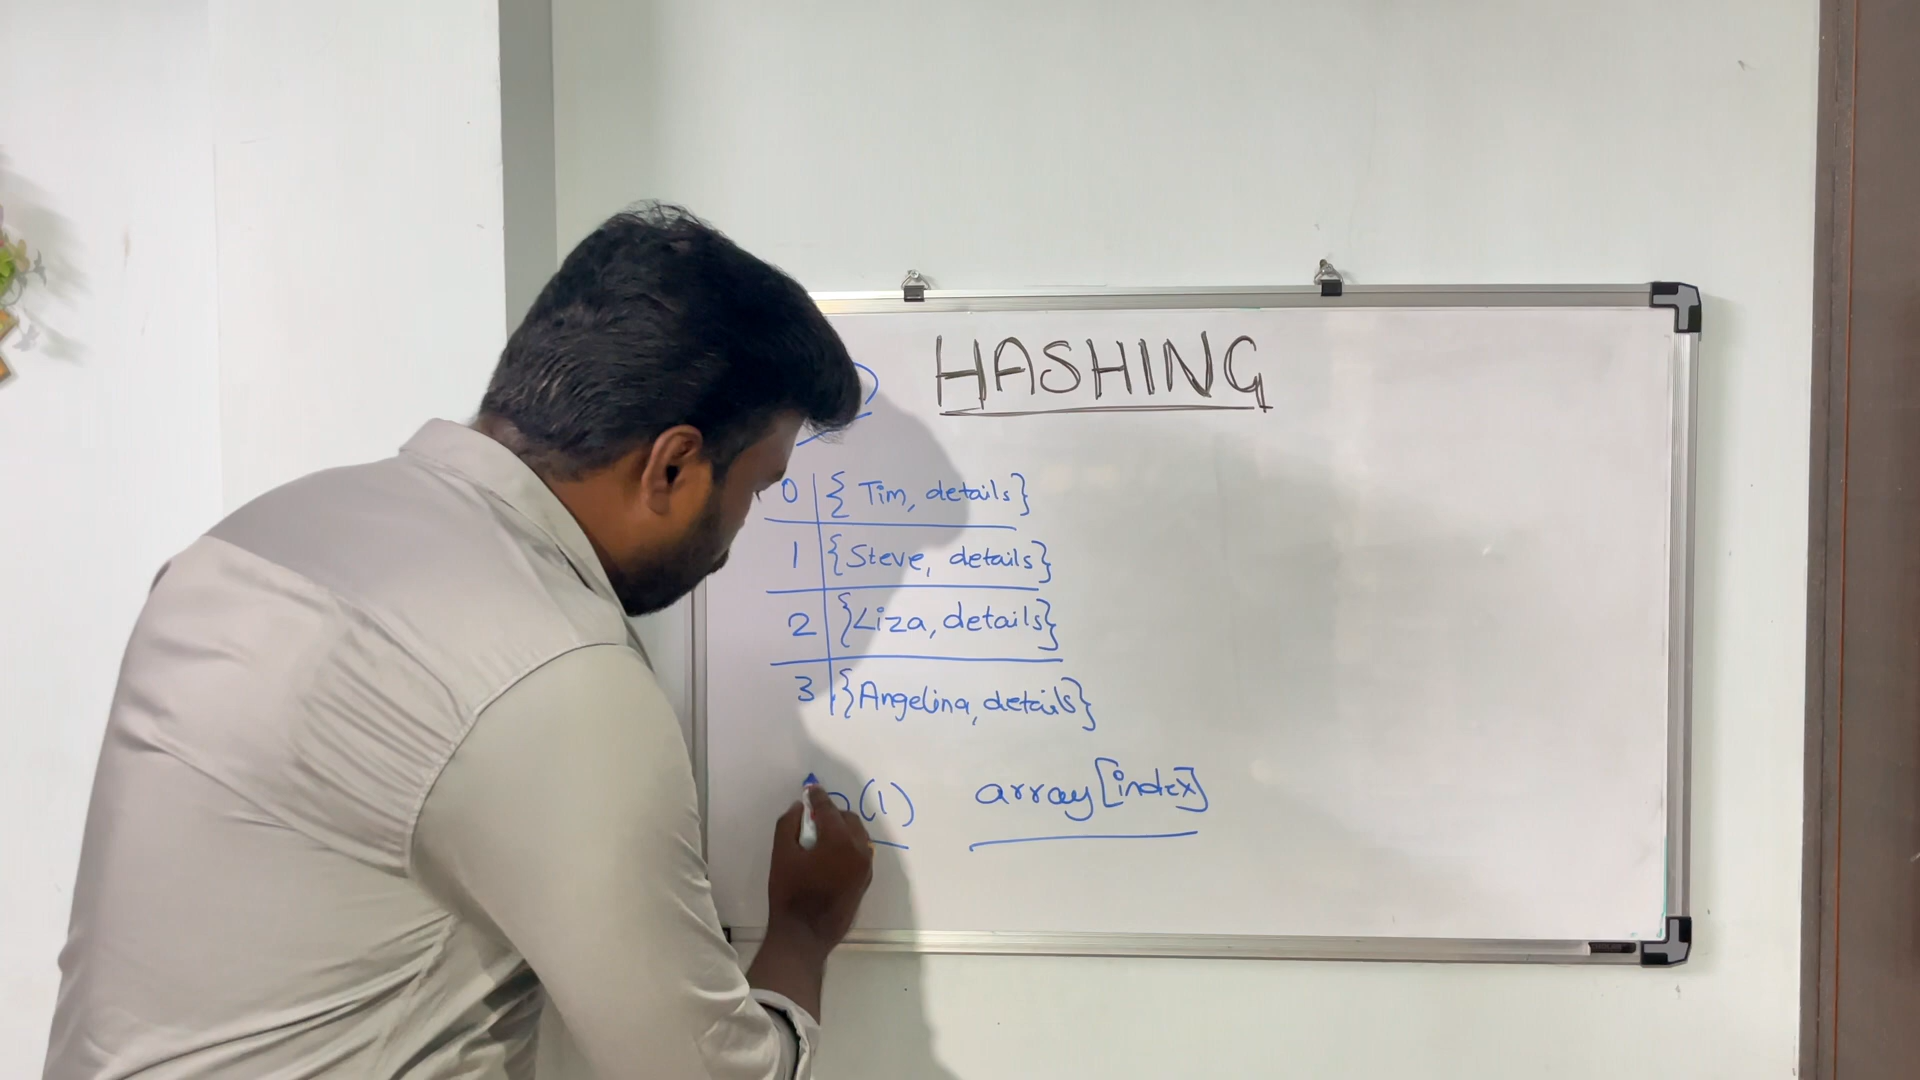 HASHING
0 { Tim, details}
1 {Steve, details}
2 {Liza, details}
3 {Angelina, details}
(1) array[index]